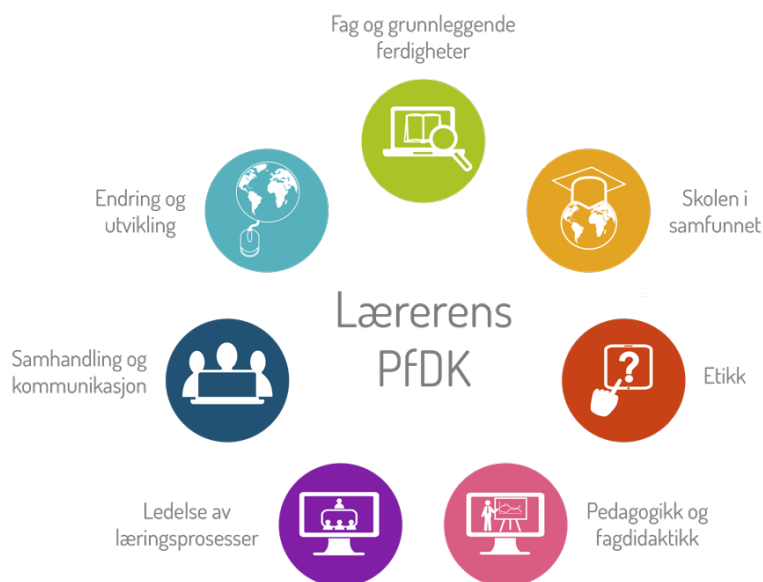 Fag og grunnleggende
ferdigheter
Endring og
utvikling
Skolen i
samfunnet
Lærerens
PfDK
Samhandling og
kommunikasjon
?
Etikk
Ledelse av
læringsprosesser
Pedagogikk og
fagdidaktikk